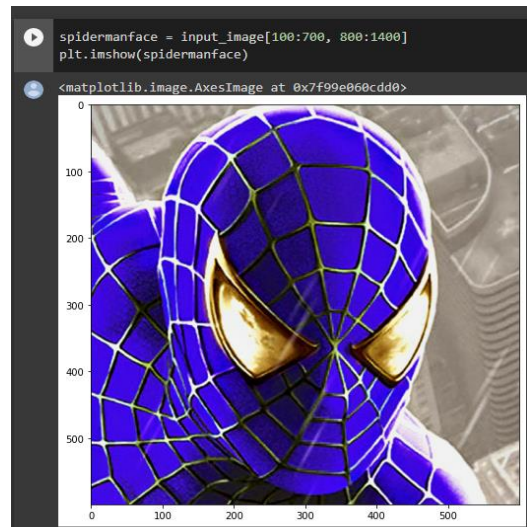 spidermanface = input_image[100:700, 800:1400]
plt.imshow(spidermanface)
<matplotlib.image.AxesImage at 0x7f99e060cdd0>
0
100
200
300
400
500
0 100 200 300 400 500